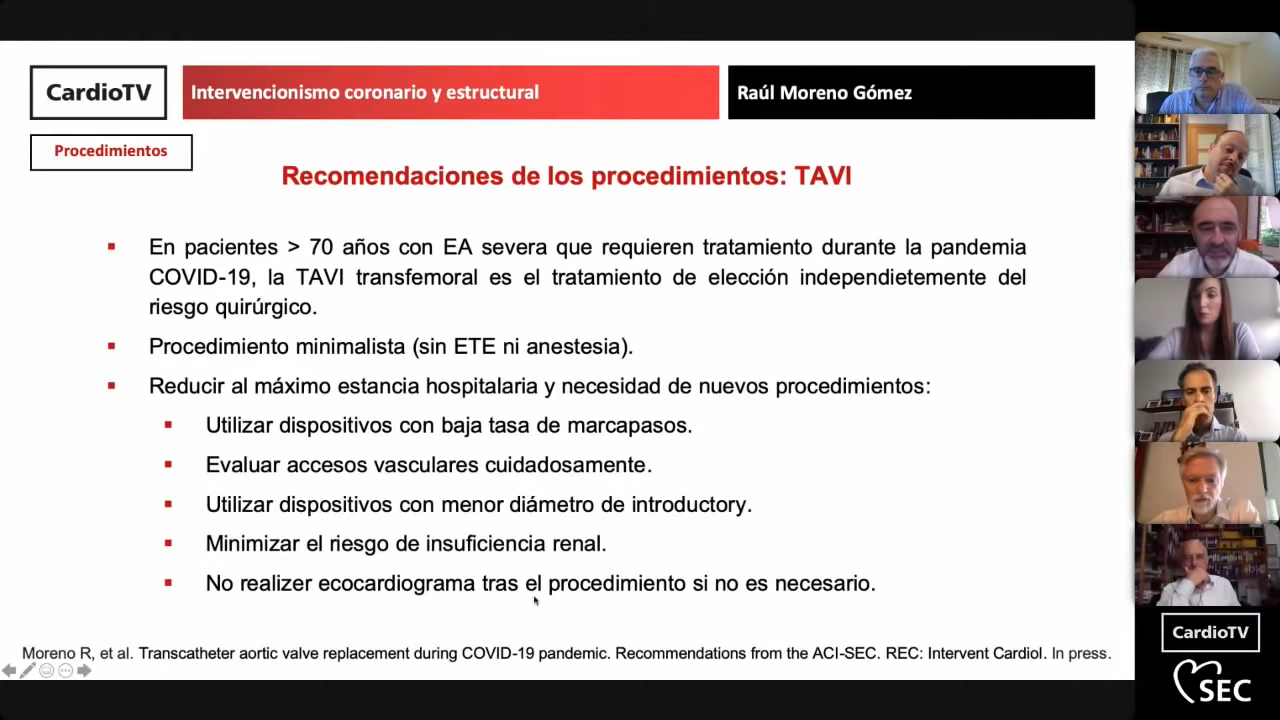 CardioTV
Intervencionismo coronario y estructural
Raúl Moreno Gómez
Procedimientos
Recomendaciones de los procedimientos: TAVI
▪ En pacientes > 70 años con EA severa que requieren tratamiento durante la pandemia
COVID-19, la TAVI transfemoral es el tratamiento de elección independietemente del
riesgo quirúrgico.
▪ Procedimiento minimalista (sin ETE ni anestesia).
▪ Reducir al máximo estancia hospitalaria y necesidad de nuevos procedimientos:
▪ Utilizar dispositivos con baja tasa de marcapasos.
▪ Evaluar accesos vasculares cuidadosamente.
▪ Utilizar dispositivos con menor diámetro de introductory.
▪ Minimizar el riesgo de insuficiencia renal.
▪ No realizer ecocardiograma tras el procedimiento si no es necesario.
Moreno R, et al. Transcatheter aortic valve replacement during COVID-19 pandemic. Recommendations from the ACI-SEC. REC: Intervent Cardiol. In press.
CardioTV
SEC